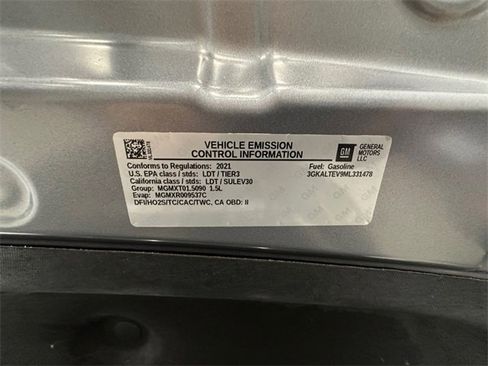 VEHICLE EMISSION
CONTROL INFORMATION
GM
GENERAL
MOTORS
LLC
Conforms to Regulations: 2021
Fuel: Gasoline
U.S. EPA class / stds: LDT / TIER3
3GKALTEV9ML331478
California class / stds: LDT / SULEV30
Group: MGMXT01.5090 1.5L
Evap: MGMXR009537C
DFI/HO2S/TC/CAC/TWC, CA OBD: II